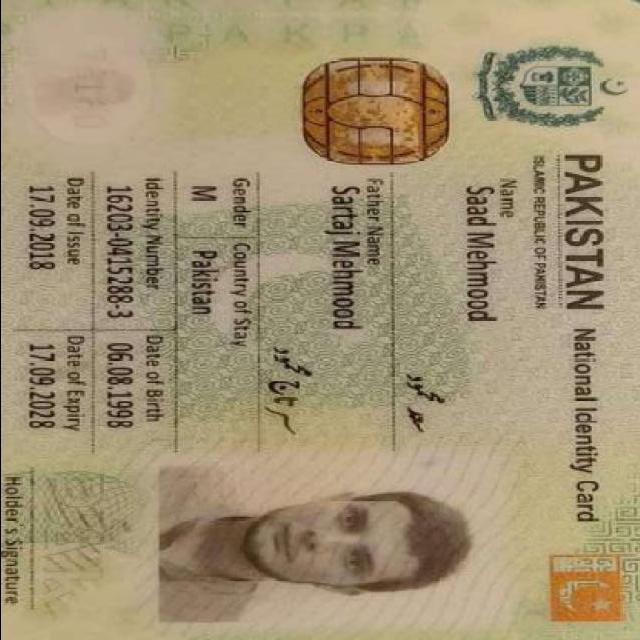 PAKISTAN National Identity Card
ISLAMIC REPUBLIC OF PAKISTAN
Name
Saad Mehmood
سعد محمود
Father Name
Sartaj Mehmood
سرتاج محمود
Gender Country of Stay
M Pakistan
Identity Number Date of Birth
16203-0415288-3 06.08.1998
Date of Issue Date of Expiry
17.09.2018 17.09.2028
Holder's Signature